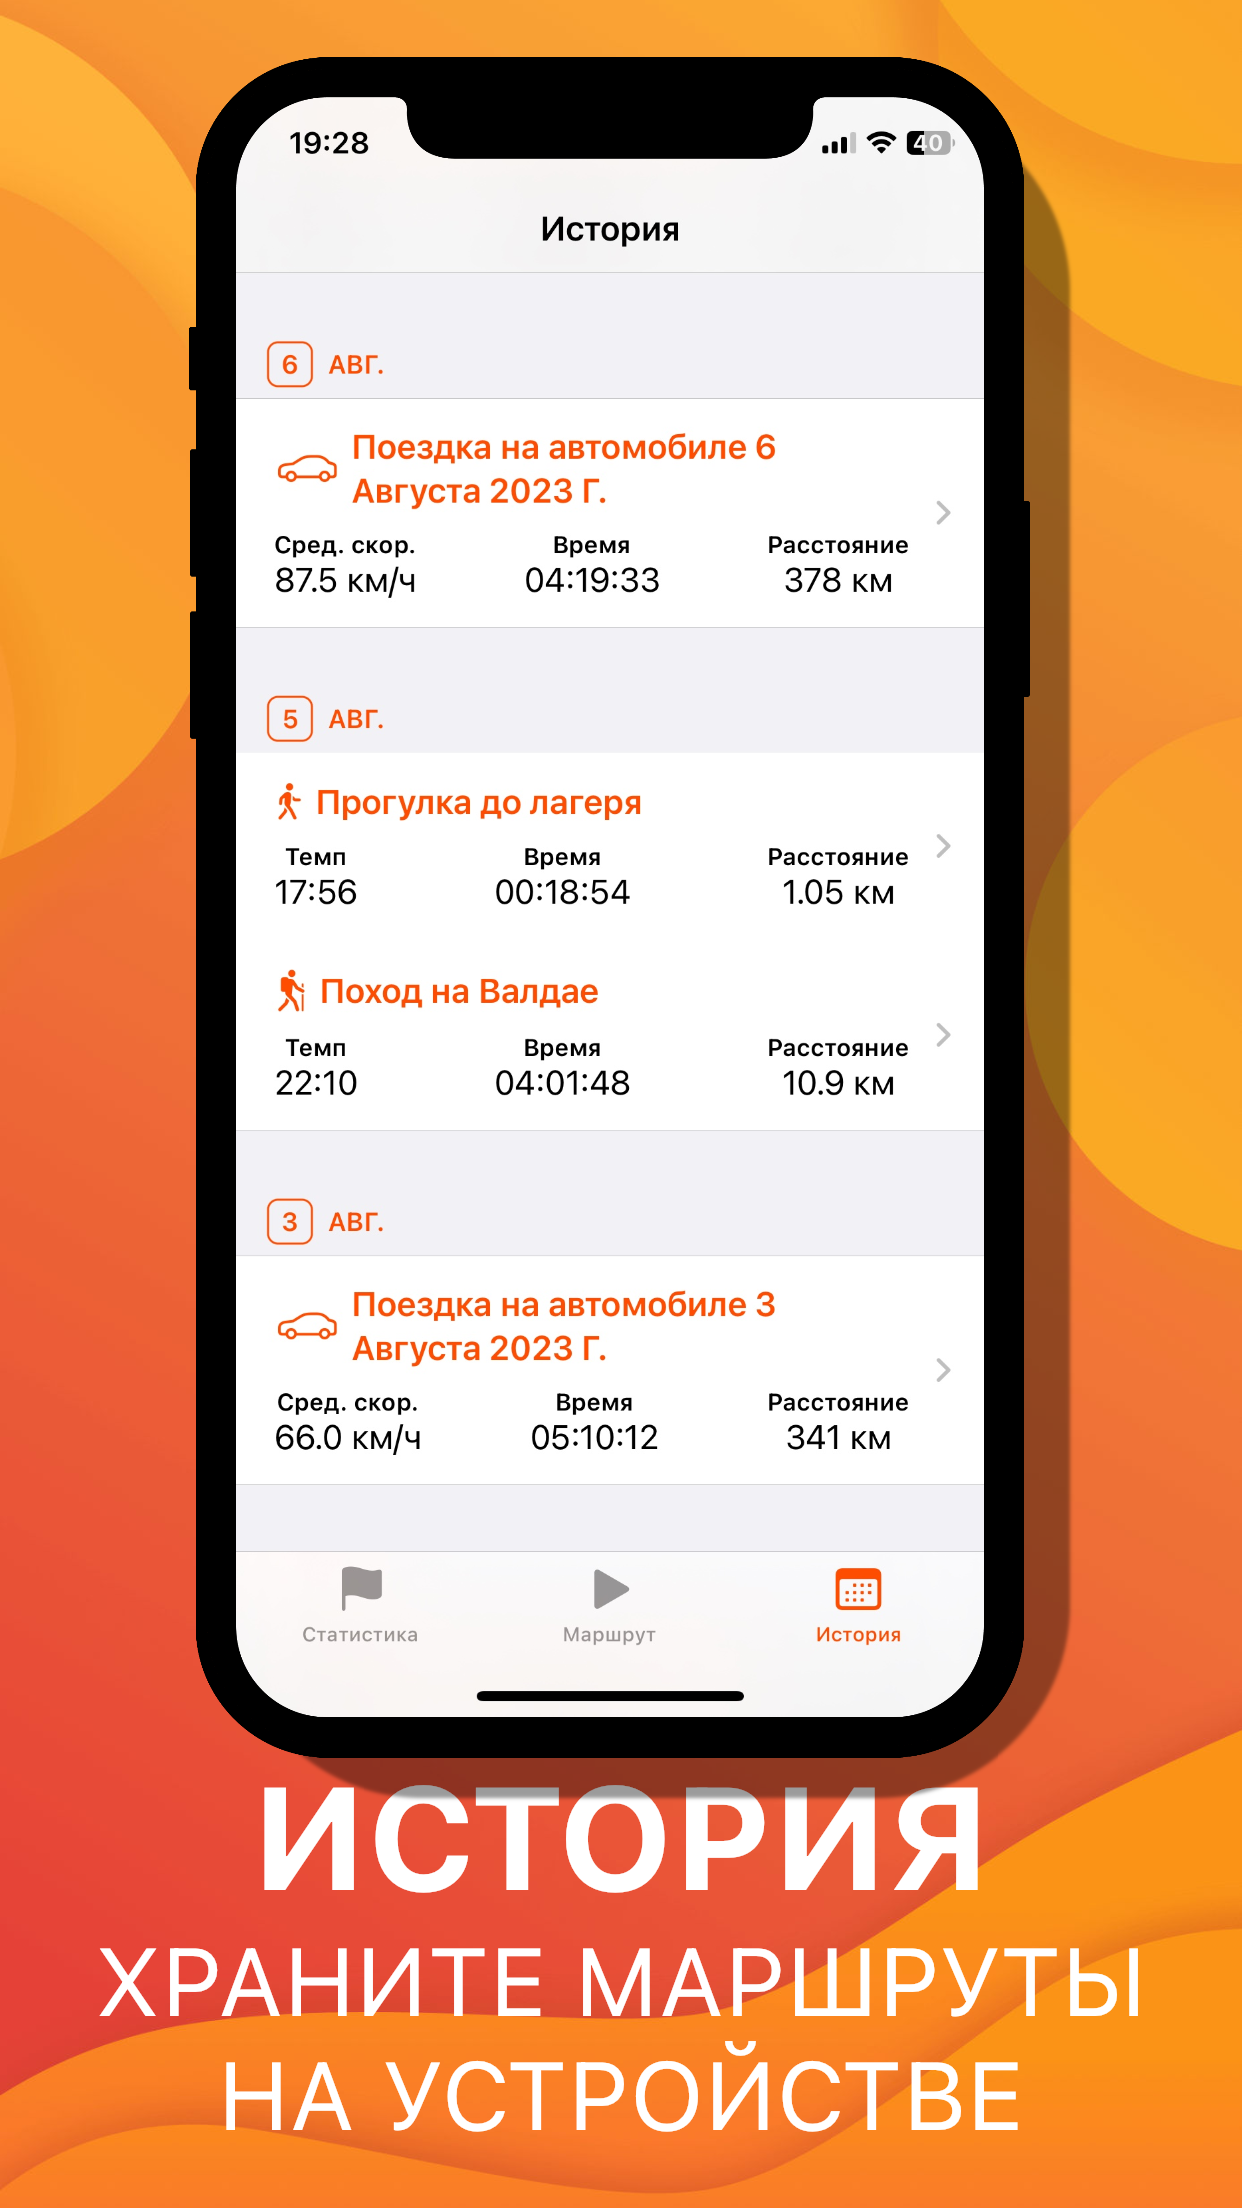 19:28
40
История
6 АВГ.
Поездка на автомобиле 6
Августа 2023 Г.
Сред. скор. Время Расстояние
87.5 км/ч 04:19:33 378 км
5 АВГ.
Прогулка до лагеря
Темп Время Расстояние
17:56 00:18:54 1.05 км
Поход на Валдае
Темп Время Расстояние
22:10 04:01:48 10.9 км
3 АВГ.
Поездка на автомобиле 3
Августа 2023 Г.
Сред. скор. Время Расстояние
66.0 км/ч 05:10:12 341 км
Статистика Маршрут История
ИСТОРИЯ
ХРАНИТЕ МАРШРУТЫ
НА УСТРОЙСТВЕ